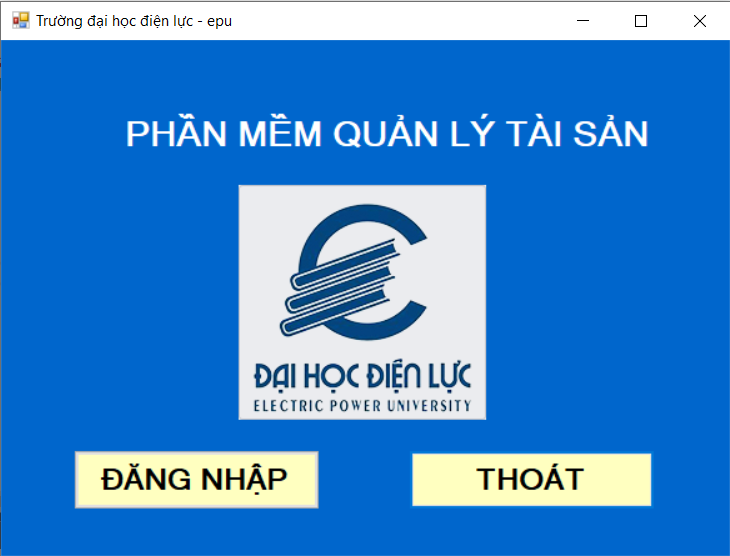 Trường đại học điện lực - epu
PHẦN MỀM QUẢN LÝ TÀI SẢN
ĐẠI HỌC ĐIỆN LỰC
ELECTRIC POWER UNIVERSITY
ĐĂNG NHẬP
THOÁT